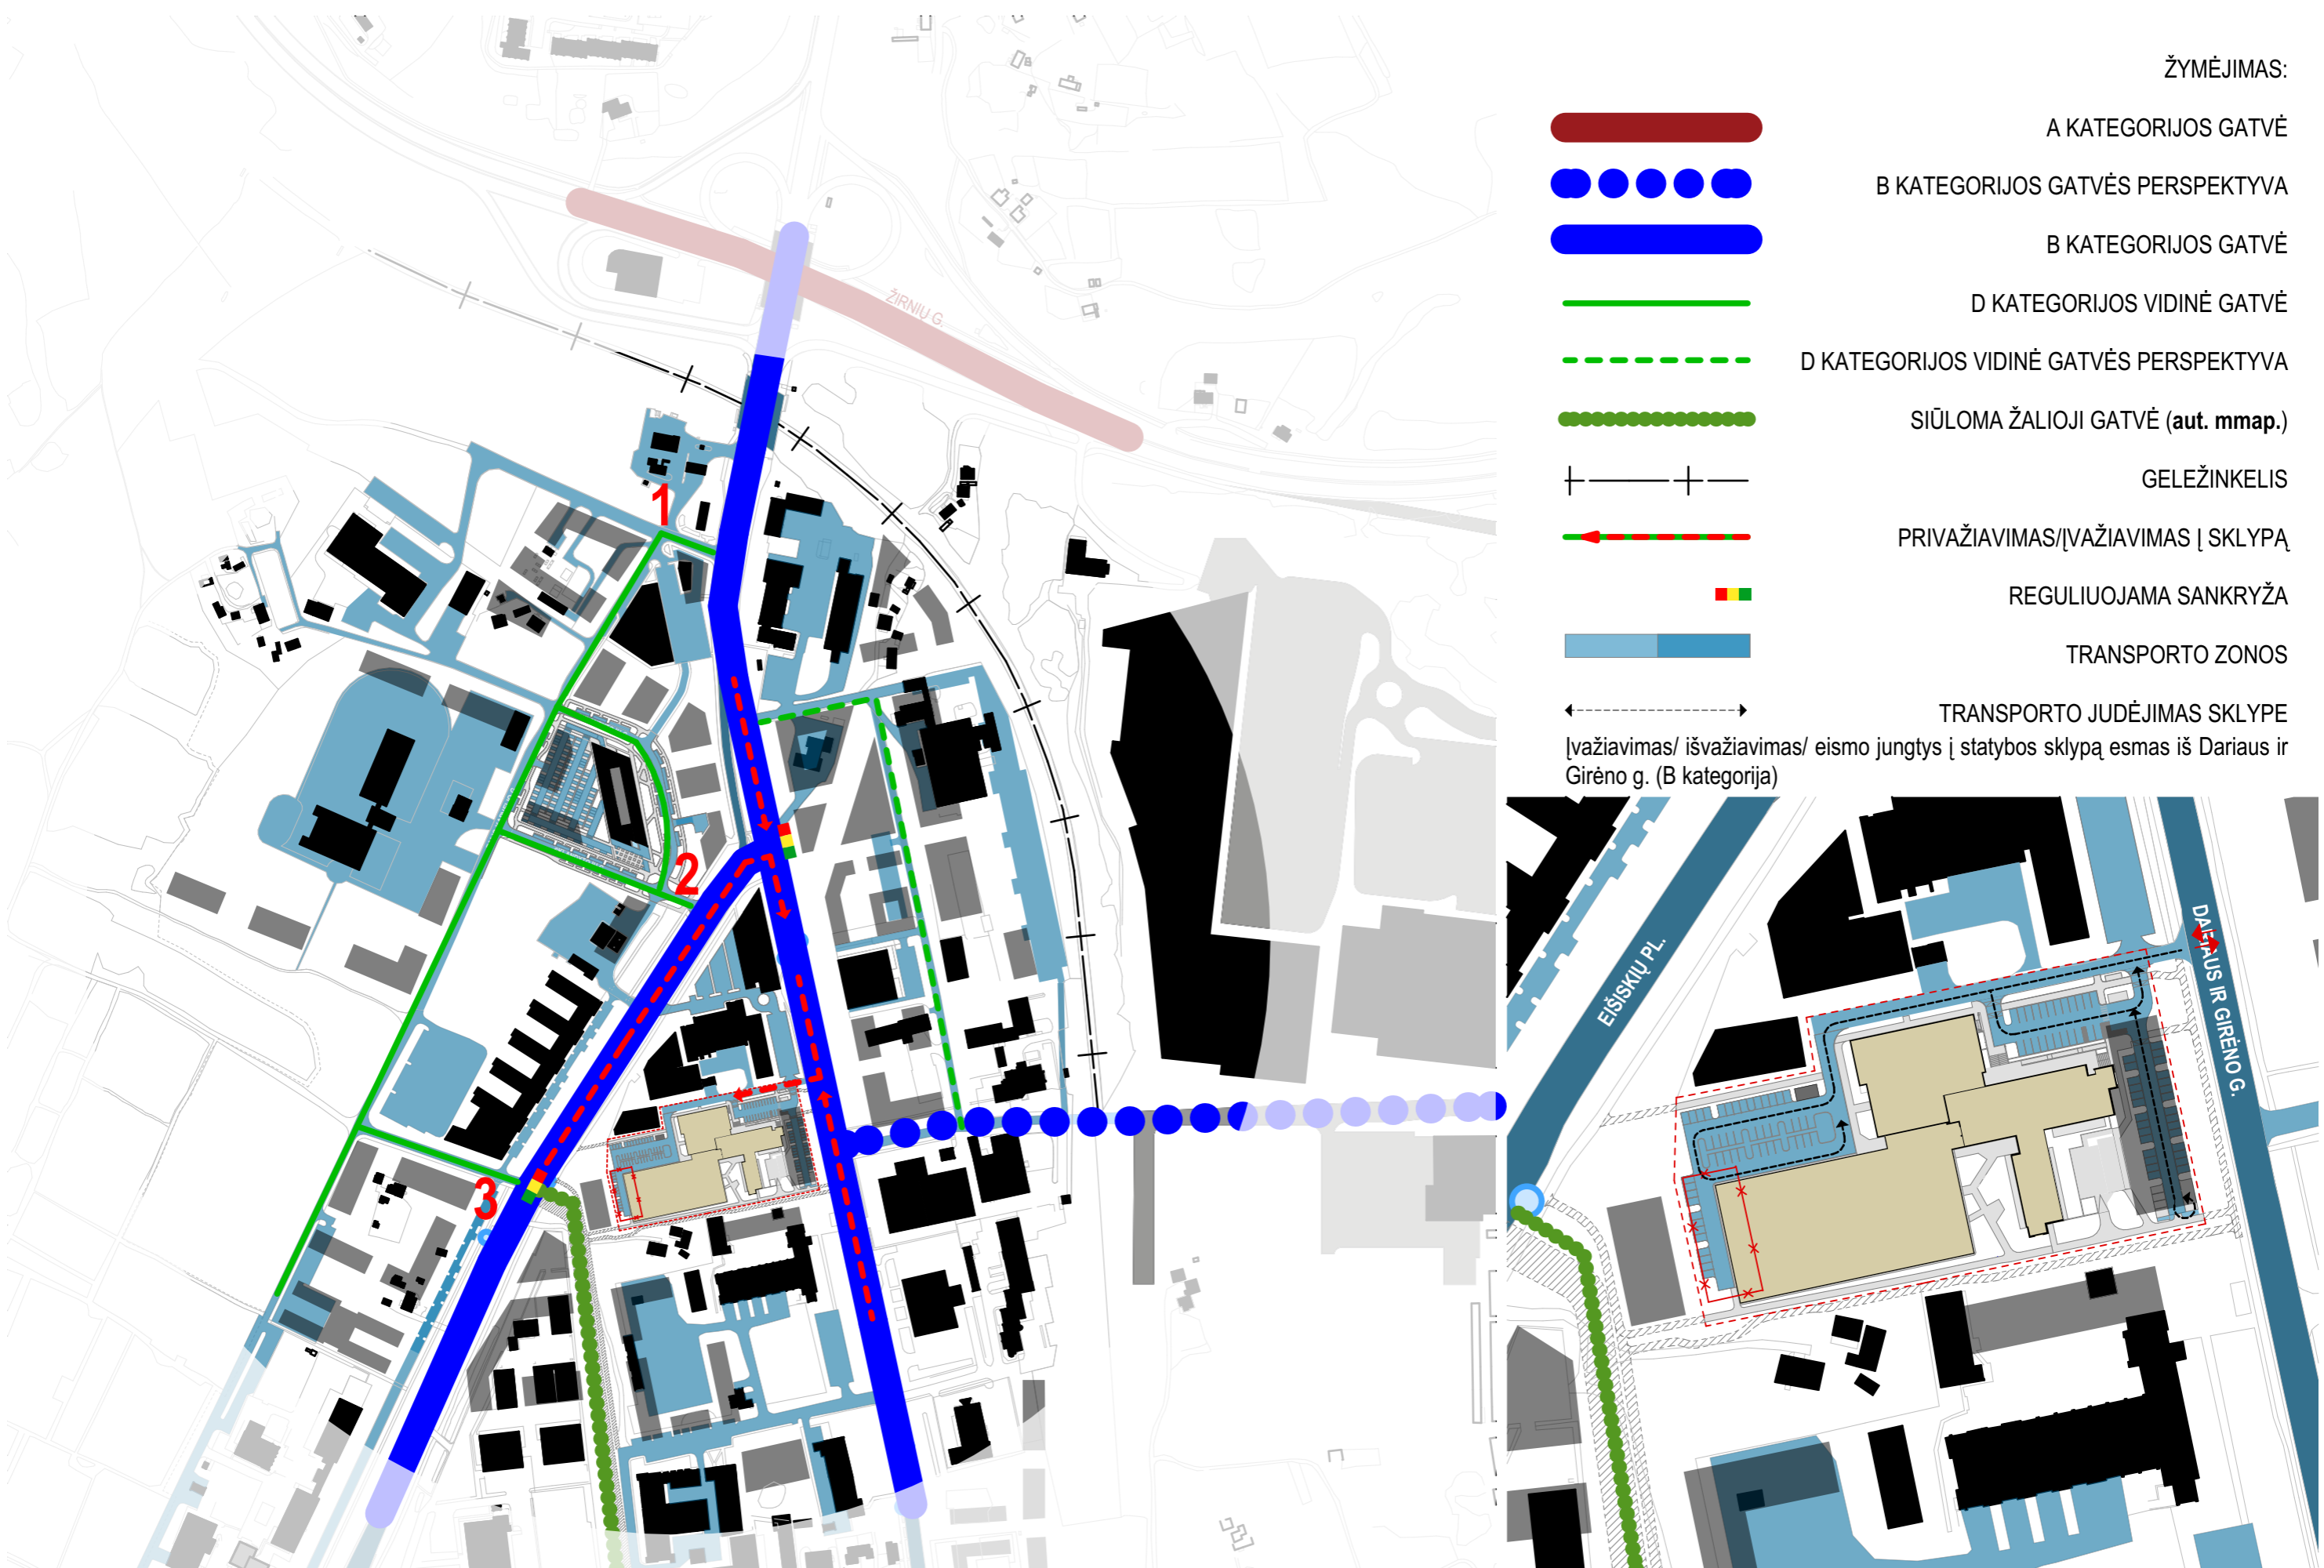 ŽYMĖJIMAS:
A KATEGORIJOS GATVĖ
B KATEGORIJOS GATVĖS PERSPEKTYVA
B KATEGORIJOS GATVĖ
D KATEGORIJOS VIDINĖ GATVĖ
D KATEGORIJOS VIDINĖ GATVĖS PERSPEKTYVA
SIŪLOMA ŽALIOJI GATVĖ (aut. mmap.)
GELEŽINKELIS
PRIVAŽIAVIMAS/ĮVAŽIAVIMAS Į SKLYPĄ
REGULIUOJAMA SANKRYŽA
TRANSPORTO ZONOS
TRANSPORTO JUDĖJIMAS SKLYPE
Įvažiavimas/ išvažiavimas/ eismo jungtys į statybos sklypą esmas iš Dariaus ir
Girėno g. (B kategorija)
ŽIRNIŲ G.
1
2
3
EIŠIŠKIŲ PL.
DARIAUS IR GIRĖNO G.